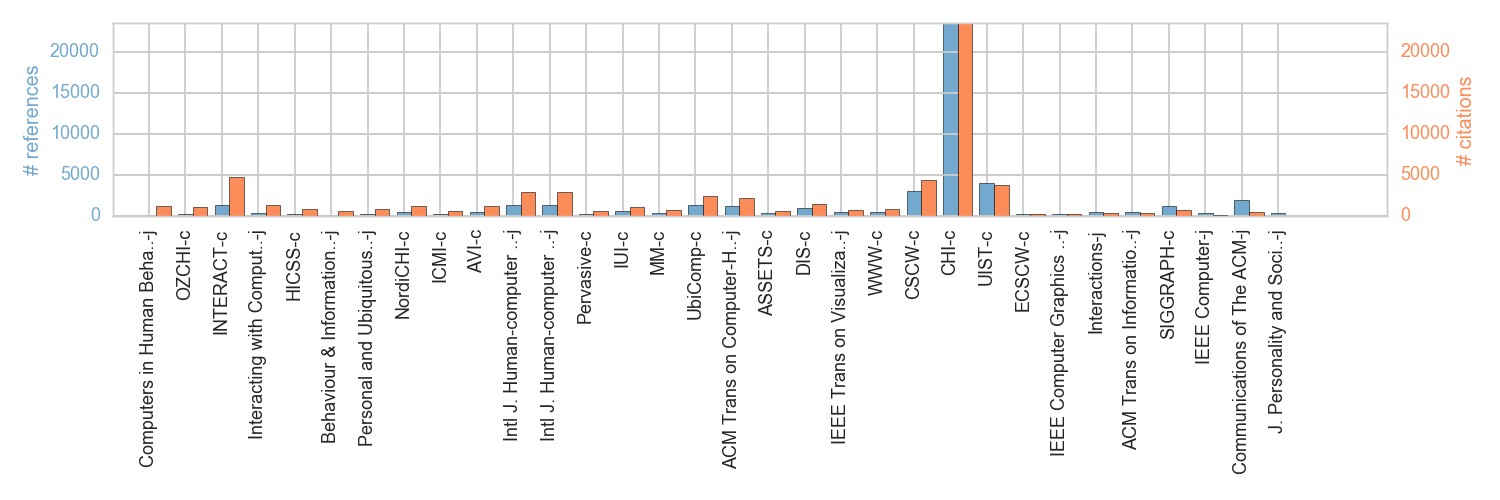 # references
20000
15000
10000
5000
0
20000
15000
10000
5000
0
# citations
Computers in Human Beha..-j
OZCHI-c
INTERACT-c
Interacting with Comput..-j
HICSS-c
Behaviour & Information..-j
Personal and Ubiquitous..-j
NordiCHI-c
ICMI-c
AVI-c
Intl J. Human-computer ..-j
Intl J. Human-computer ..-j
Pervasive-c
IUI-c
MM-c
UbiComp-c
ACM Trans on Computer-H..-j
ASSETS-c
DIS-c
IEEE Trans on Visualiza..-j
WWW-c
CSCW-c
CHI-c
UIST-c
ECSCW-c
IEEE Computer Graphics ..-j
Interactions-j
ACM Trans on Informatio..-j
SIGGRAPH-c
IEEE Computer-j
Communications of The ACM-j
J. Personality and Soci..-j